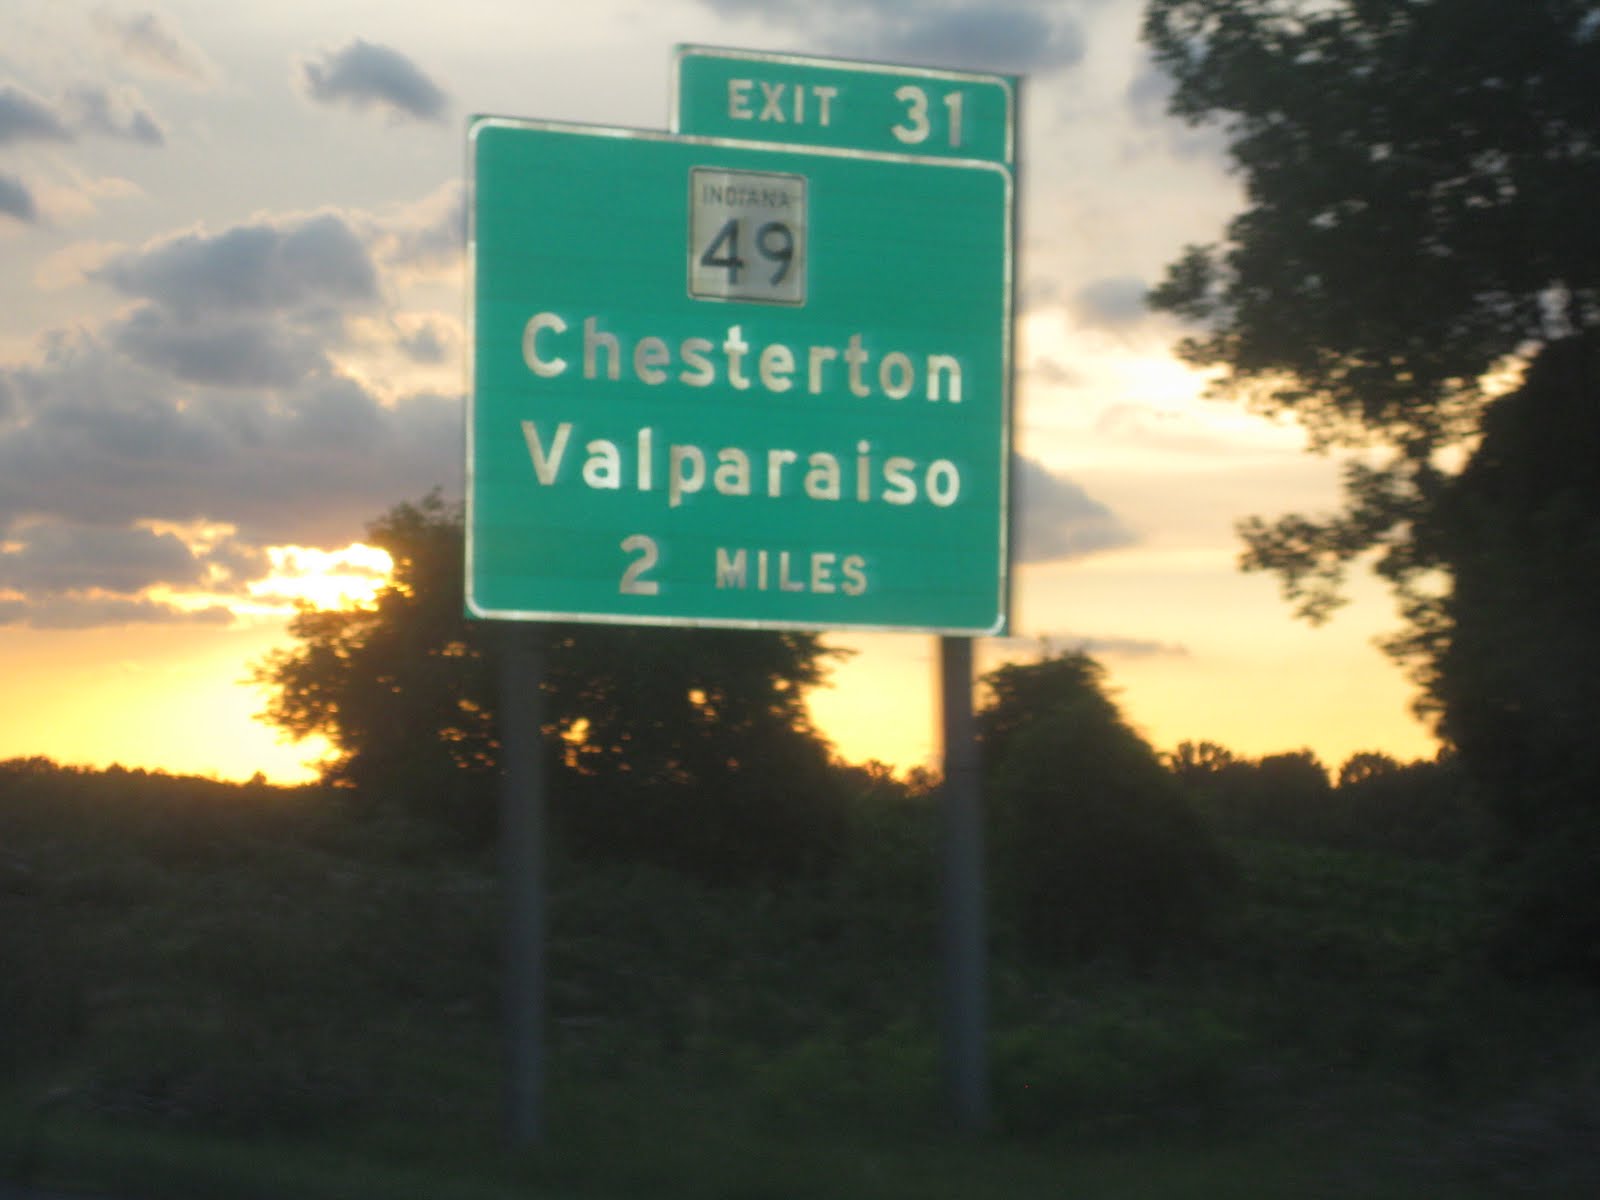 EXIT 31
INDIANA
49
Chesterton
Valparaiso
2 MILES